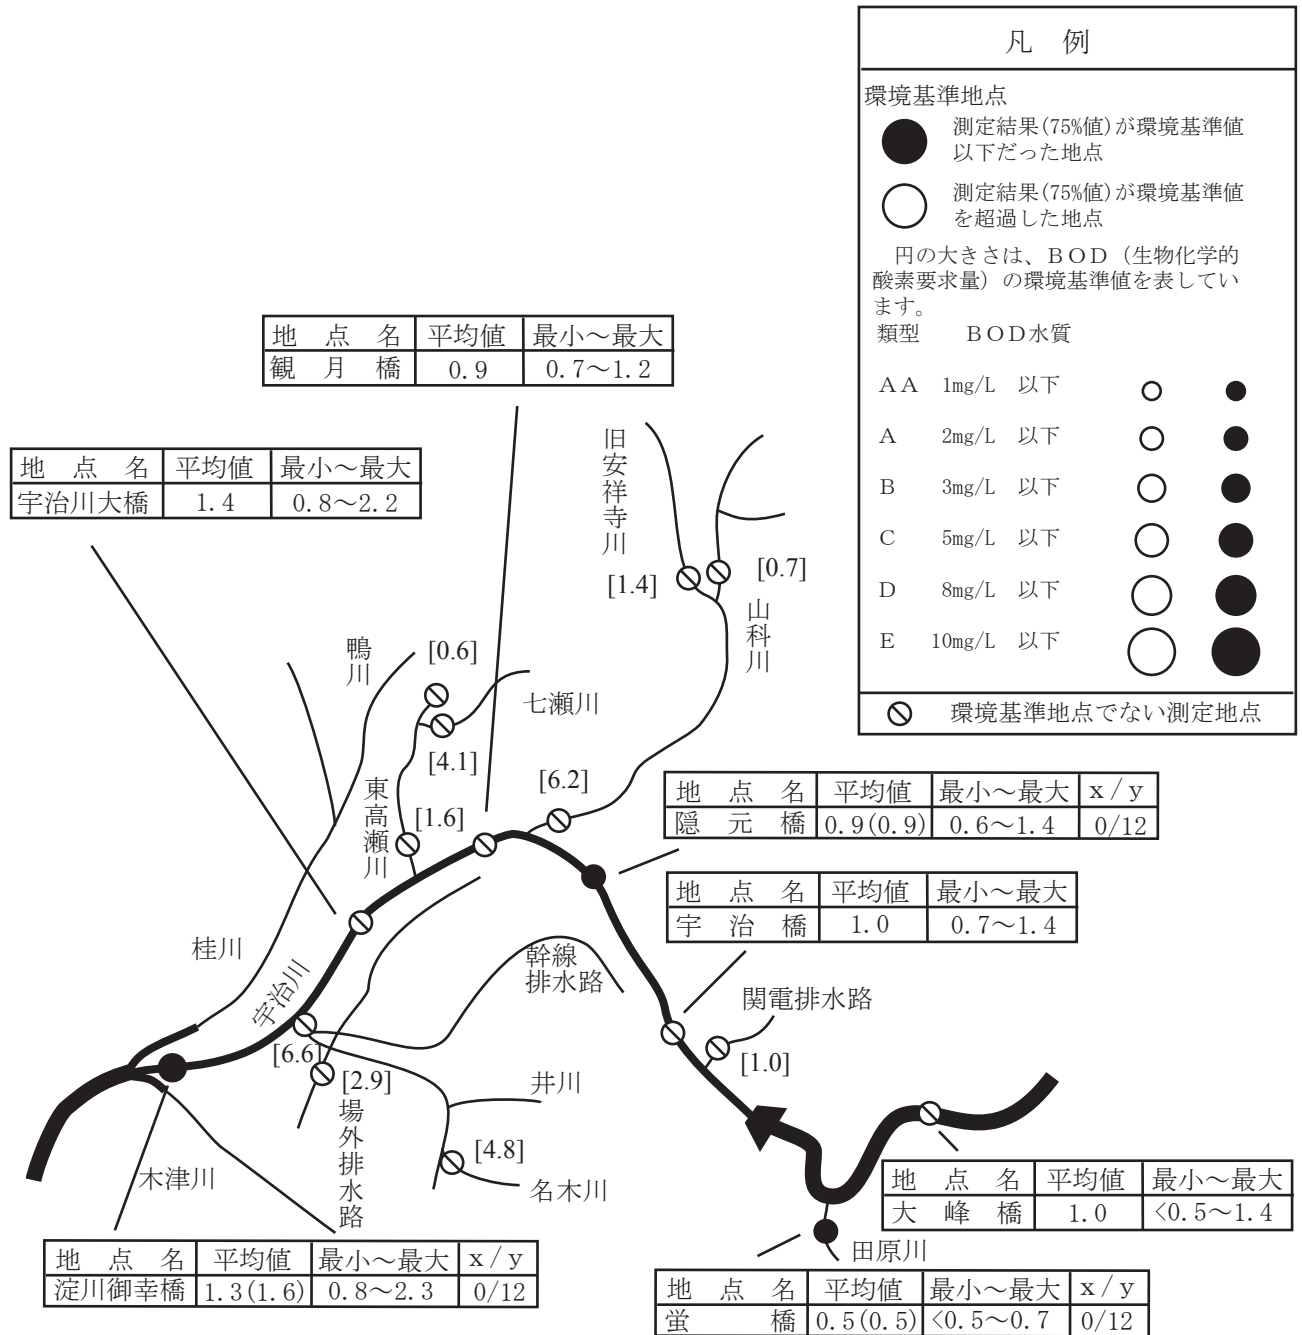 凡 例
環境基準地点
測定結果(75%値)が環境基準値
以下だった地点
測定結果(75%値)が環境基準値
を超過した地点
円の大きさは、BOD(生物化学的
酸素要求量)の環境基準値を表してい
ます。
類型 BOD水質
AA 1mg/L 以下
A 2mg/L 以下
B 3mg/L 以下
C 5mg/L 以下
D 8mg/L 以下
E 10mg/L 以下
環境基準地点でない測定地点
地 点 名 平均値 最小～最大
観 月 橋 0.9 0.7～1.2
地 点 名 平均値 最小～最大
宇治川大橋 1.4 0.8～2.2
旧安祥寺川
[1.4]
[0.7]
山科川
鴨川
[0.6]
七瀬川
[4.1]
東高瀬川
[1.6]
[6.2]
地 点 名 平均値 最小～最大 x/y
隠 元 橋 0.9(0.9) 0.6～1.4 0/12
地 点 名 平均値 最小～最大
宇 治 橋 1.0 0.7～1.4
桂川
宇治川
幹線
排水路
関電排水路
[1.0]
[6.6]
[2.9]
場外排水路
井川
[4.8]
名木川
木津川
地 点 名 平均値 最小～最大
大 峰 橋 1.0 <0.5～1.4
田原川
地 点 名 平均値 最小～最大 x/y
淀川御幸橋 1.3(1.6) 0.8～2.3 0/12
地 点 名 平均値 最小～最大 x/y
蛍 橋 0.5(0.5) <0.5～0.7 0/12